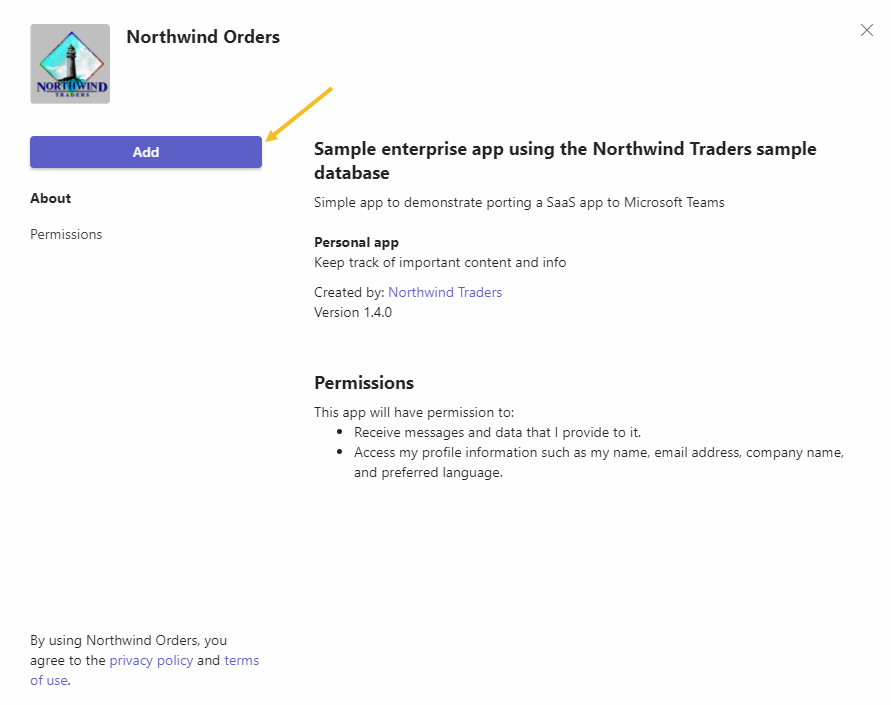 Northwind Orders
NORTHWIND
TRADERS
Add
About
Permissions
Sample enterprise app using the Northwind Traders sample
database
Simple app to demonstrate porting a SaaS app to Microsoft Teams
Personal app
Keep track of important content and info
Created by: Northwind Traders
Version 1.4.0
Permissions
This app will have permission to:
• Receive messages and data that I provide to it.
• Access my profile information such as my name, email address, company name,
and preferred language.
By using Northwind Orders, you
agree to the privacy policy and terms
of use.